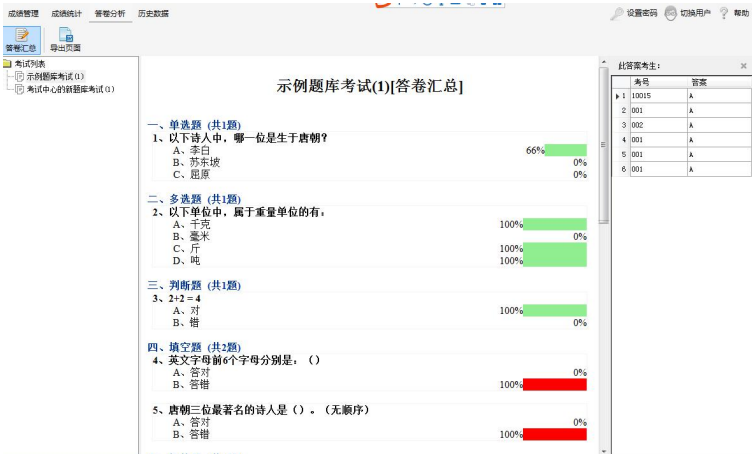 成绩管理 成绩统计 答卷分析 历史数据 设置密码 切换用户 帮助
答卷汇总 导出页面
考试列表
示例题库考试(1)
考试中心的新题库考试(1)
示例题库考试(1)[答卷汇总]
一、单选题 (共1题)
1、以下诗人中，哪一位是生于唐朝?
A、李白 66%
B、苏东坡 0%
C、屈原 0%
二、多选题 (共1题)
2、以下单位中，属于重量单位的有：
A、千克 100%
B、毫米 0%
C、斤 100%
D、吨 100%
三、判断题 (共1题)
3、2+2 = 4
A、对 100%
B、错 0%
四、填空题 (共2题)
4、英文字母前6个字母分别是：（）
A、答对 0%
B、答错 100%
5、唐朝三位最著名的诗人是（）。（无顺序）
A、答对 0%
B、答错 100%
此答案考生：
考号 答案
1 10015 A
2 001 A
3 002 A
4 001 A
5 001 A
6 001 A